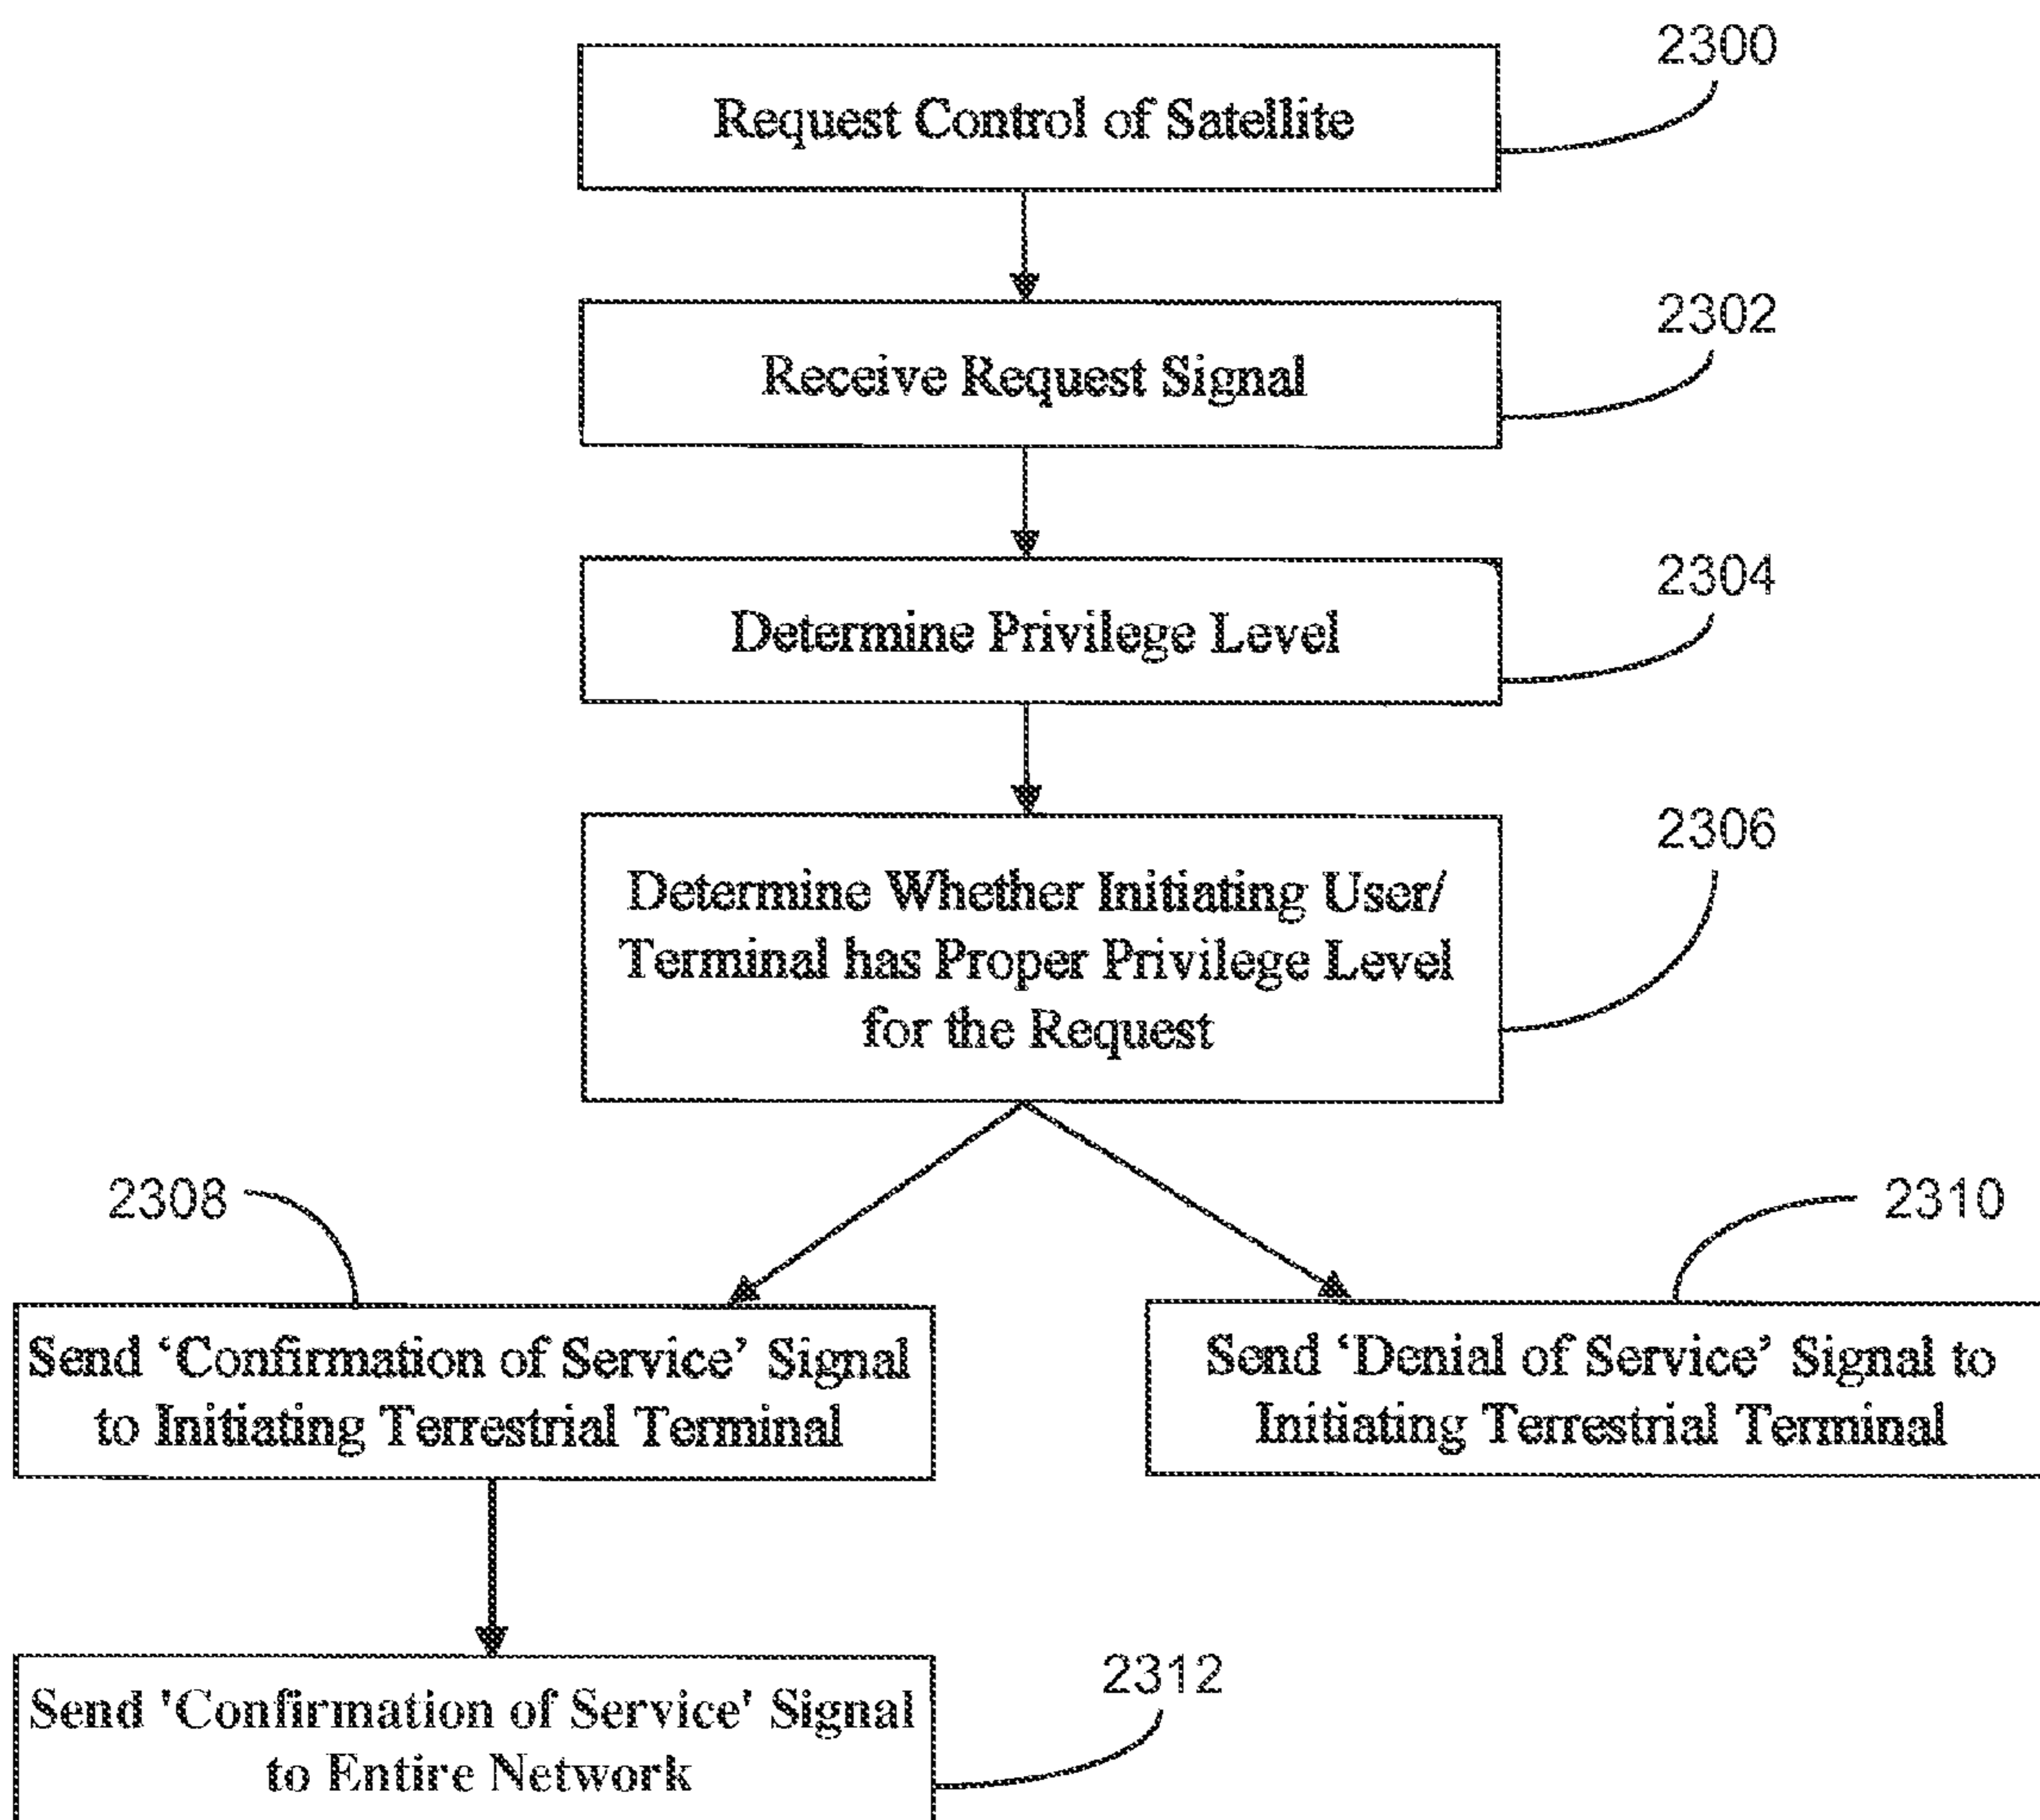 2300
Request Control of Satellite
2302
Receive Request Signal
2304
Determine Privilege Level
2306
Determine Whether Initiating User/
Terminal has Proper Privilege Level
for the Request
2308
2310
Send ‘Confirmation of Service’ Signal
to Initiating Terrestrial Terminal
Send ‘Denial of Service’ Signal to
Initiating Terrestrial Terminal
2312
Send 'Confirmation of Service' Signal
to Entire Network